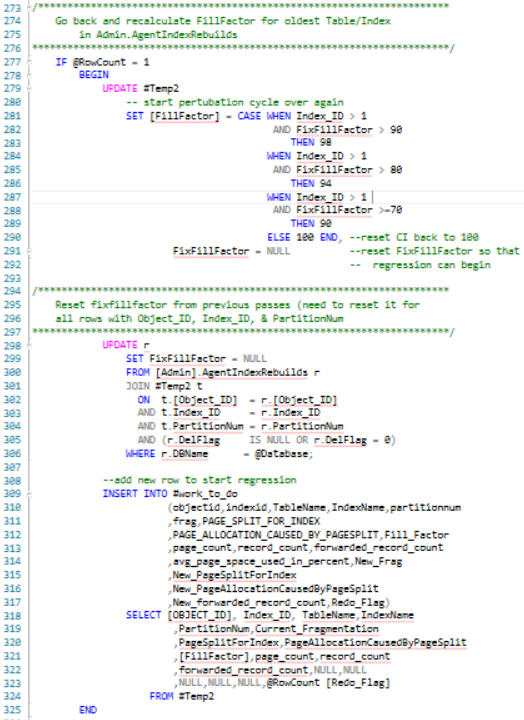 273 /*****************************************************************
274 Go back and recalculate FillFactor for oldest Table/Index
275 in Admin.AgentIndexRebuilds
276 ******************************************************************/
277 IF @RowCount = 1
278 BEGIN
279 UPDATE #Temp2
280 -- start pertubation cycle over again
281 SET [FillFactor] = CASE WHEN Index_ID > 1
282 AND FixFillFactor > 90
283 THEN 98
284 WHEN Index_ID > 1
285 AND FixFillFactor > 80
286 THEN 94
287 WHEN Index_ID > 1
288 AND FixFillFactor >=70
289 THEN 90
290 ELSE 100 END, --reset CI back to 100
291 FixFillFactor = NULL --reset FixFillFactor so that
292 -- regression can begin
293
294 /*****************************************************************
295 Reset fixfillfactor from previous passes (need to reset it for
296 all rows with Object_ID, Index_ID, & PartitionNum
297 ******************************************************************/
298 UPDATE r
299 SET FixFillFactor = NULL
300 FROM [Admin].AgentIndexRebuilds r
301 JOIN #Temp2 t
302 ON t.[Object_ID] = r.[Object_ID]
303 AND t.Index_ID = r.Index_ID
304 AND t.PartitionNum = r.PartitionNum
305 AND (r.DelFlag IS NULL OR r.DelFlag = 0)
306 WHERE r.DBName = @Database;
307
308 --add new row to start regression
309 INSERT INTO #work_to_do
310 (objectid,indexid,TableName,IndexName,partitionnum
311 ,frag,PAGE_SPLIT_FOR_INDEX
312 ,PAGE_ALLOCATION_CAUSED_BY_PAGESPLIT,Fill_Factor
313 ,page_count,record_count,forwarded_record_count
314 ,avg_page_space_used_in_percent,New_Frag
315 ,New_PageSplitForIndex
316 ,New_PageAllocationCausedByPageSplit
317 ,New_forwarded_record_count,Redo_Flag)
318 SELECT [OBJECT_ID], Index_ID, TableName,IndexName
319 ,PartitionNum,Current_Fragmentation
320 ,PageSplitForIndex,PageAllocationCausedByPageSplit
321 ,[FillFactor],page_count,record_count
322 ,forwarded_record_count,NULL,NULL
323 ,NULL,NULL,NULL,@RowCount [Redo_Flag]
324 FROM #Temp2
325 END